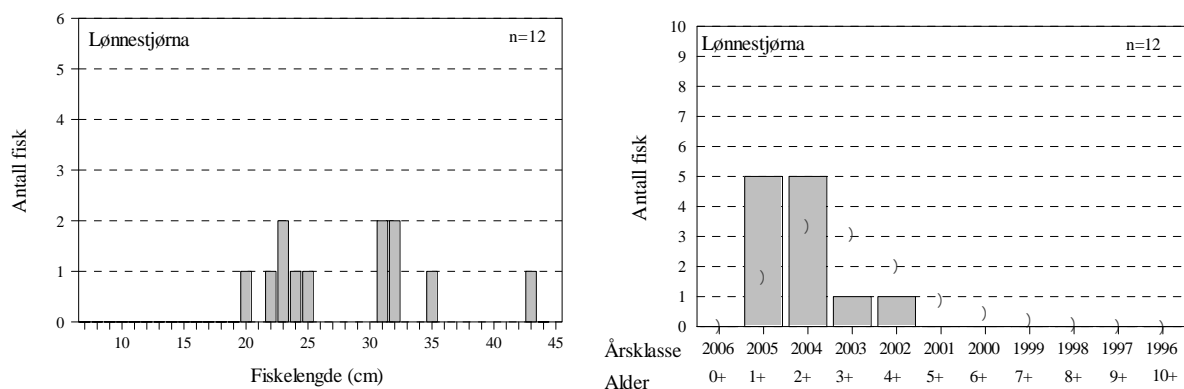 Lønnestjørna n=12
6
5
4
3
2
1
0
Antall fisk
10 15 20 25 30 35 40 45
Fiskelengde (cm)
Lønnestjørna n=12
10
9
8
7
6
5
4
3
2
1
0
Antall fisk
Årsklasse 2006 2005 2004 2003 2002 2001 2000 1999 1998 1997 1996
Alder 0+ 1+ 2+ 3+ 4+ 5+ 6+ 7+ 8+ 9+ 10+